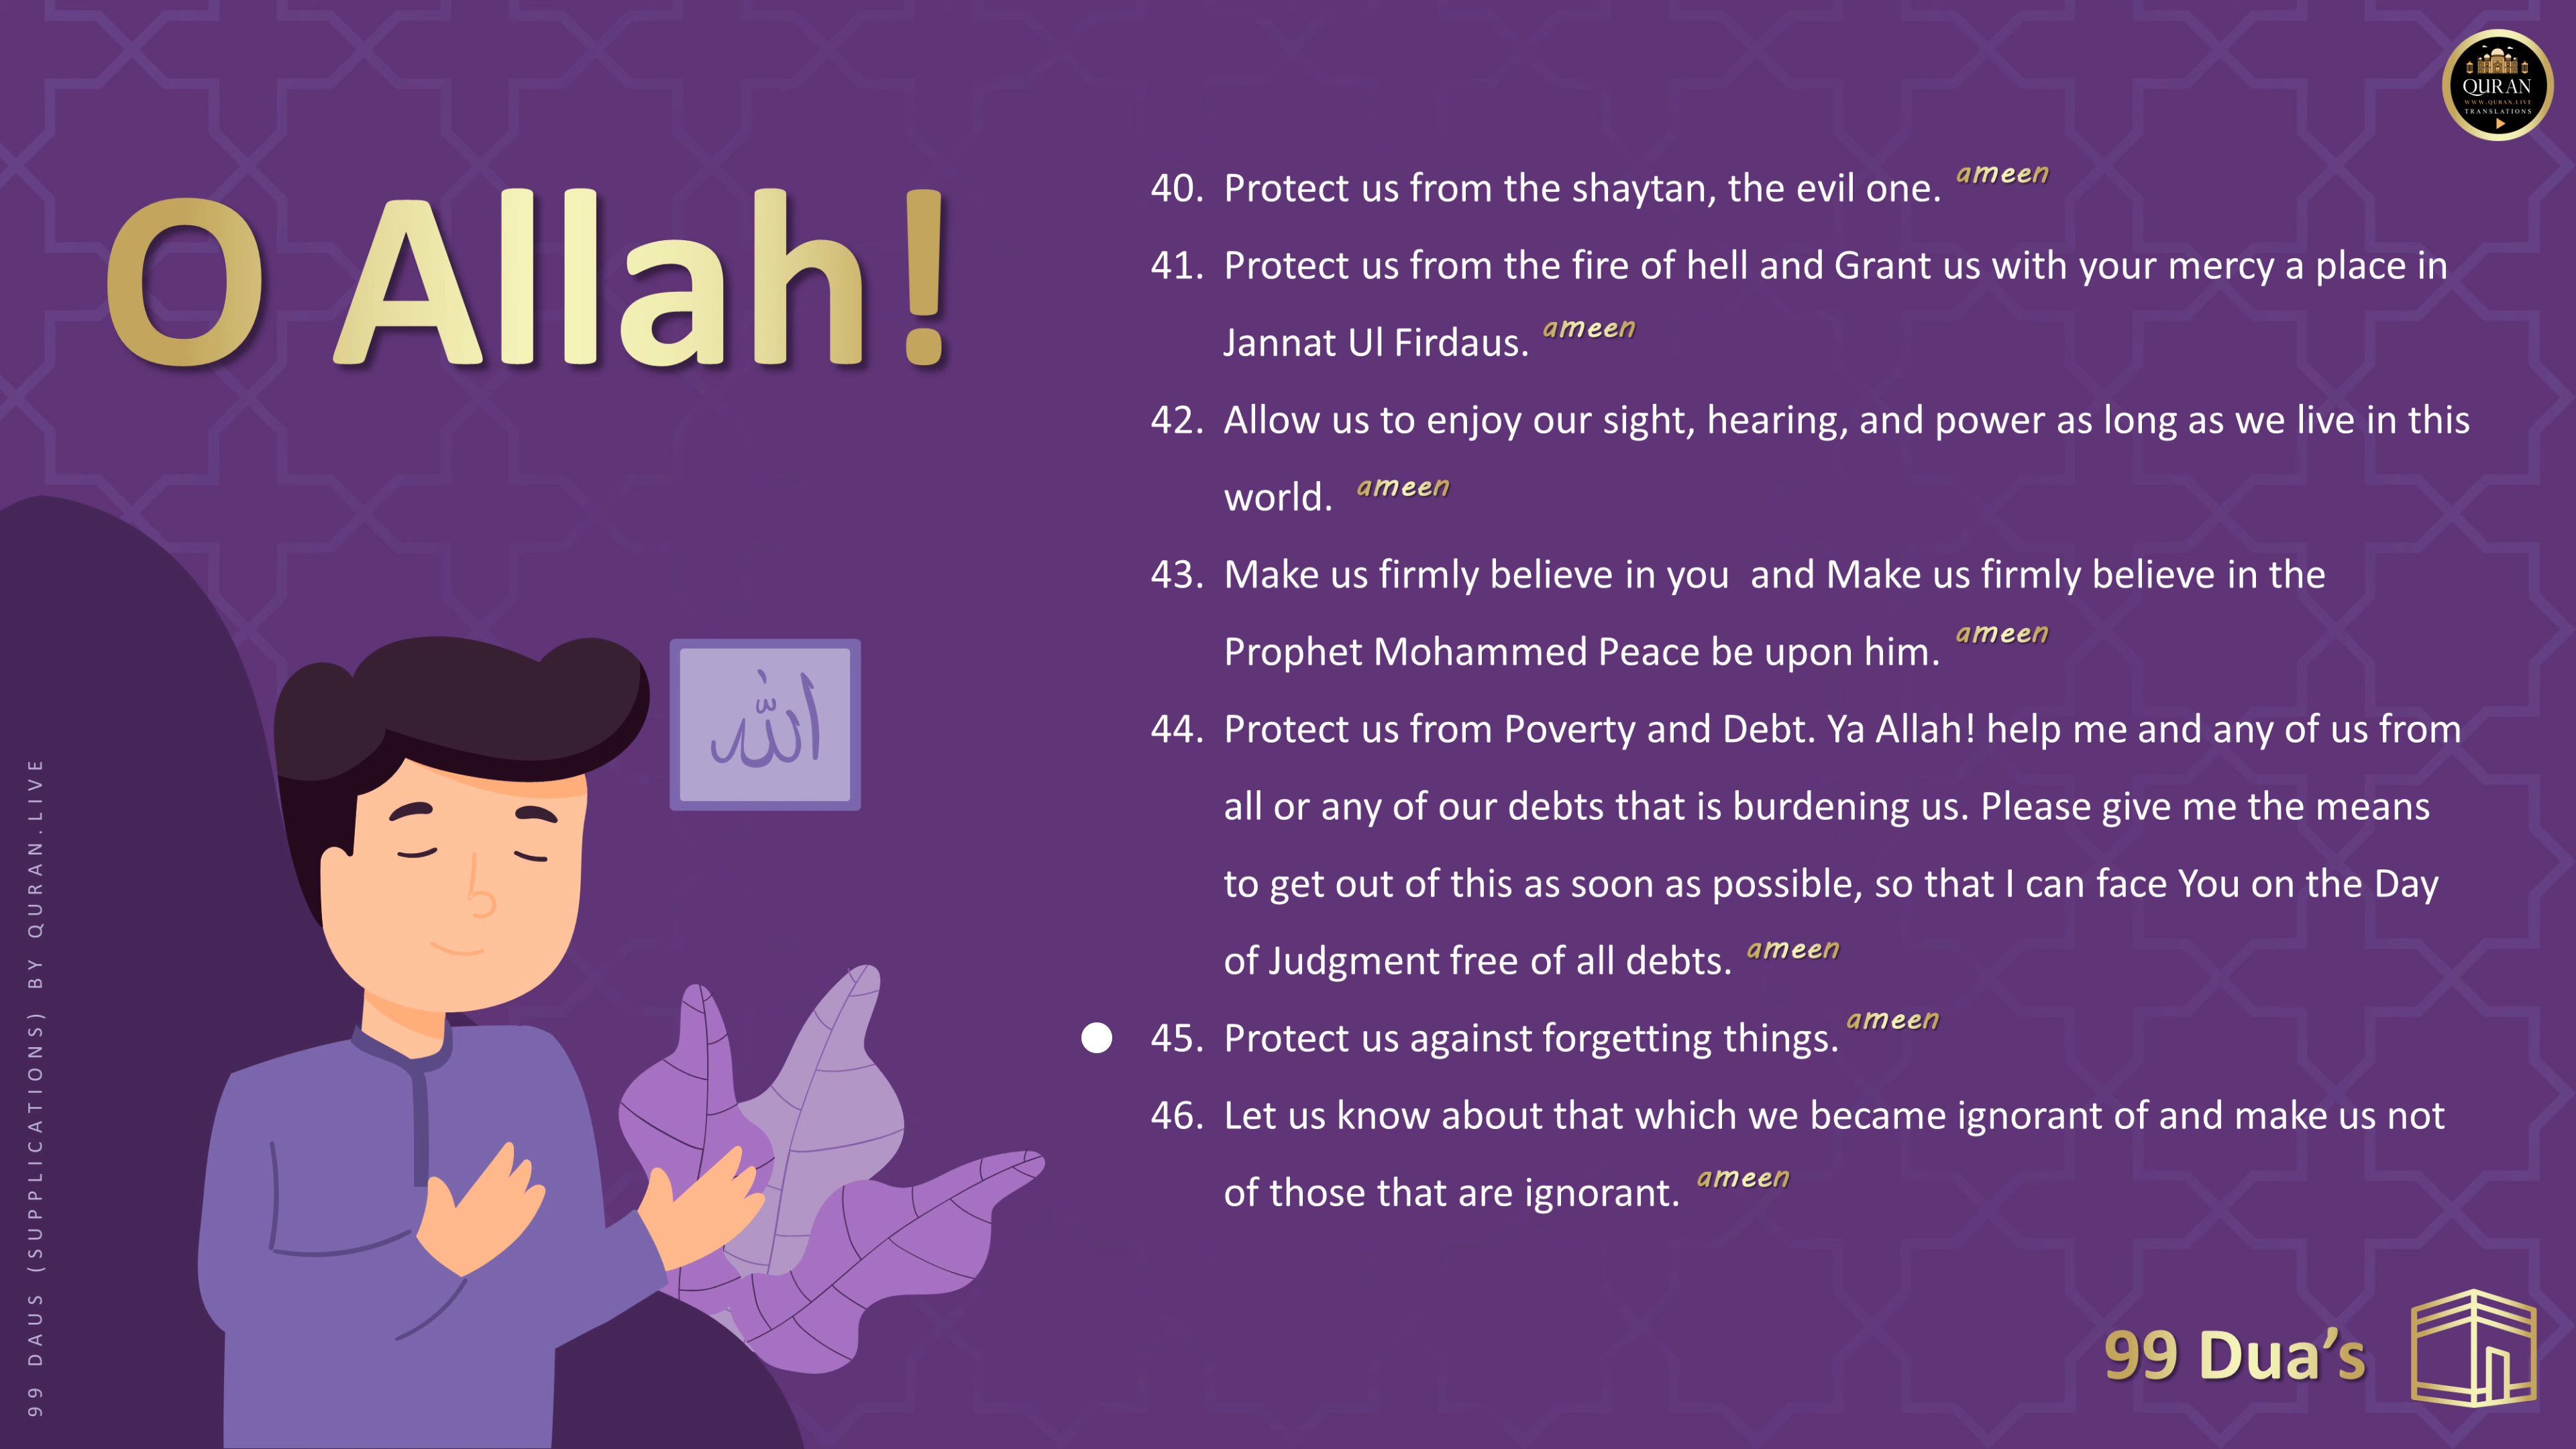 QURAN
WWW.QURAN.LIVE
TRANSLATIONS
O Allah!
40. Protect us from the shaytan, the evil one. ameen
41. Protect us from the fire of hell and Grant us with your mercy a place in
Jannat Ul Firdaus. ameen
42. Allow us to enjoy our sight, hearing, and power as long as we live in this
world. ameen
43. Make us firmly believe in you  and Make us firmly believe in the
Prophet Mohammed Peace be upon him. ameen
44. Protect us from Poverty and Debt. Ya Allah! help me and any of us from
all or any of our debts that is burdening us. Please give me the means
to get out of this as soon as possible, so that I can face You on the Day
of Judgment free of all debts. ameen
45. Protect us against forgetting things. ameen
46. Let us know about that which we became ignorant of and make us not
of those that are ignorant. ameen
الله
99 DAUS (SUPPLICATIONS) BY QURAN.LIVE
99 Dua's